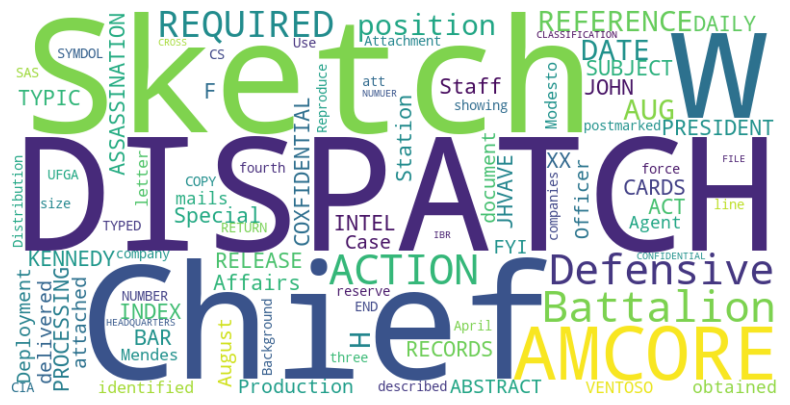 Sketch W
DISPATCH
Chief
REQUIRED
position
REFERENCE
DAILY
CROSS
Use
Attachment
CLASSIFICATION
SYMDOL
ASSASSINATION
CS
DATE
SUBJECT
SAS
TYPIC
F
att
NUMUER
Reproduce
Staff
showing
JOHN
AUG
Modesto
postmarked
PRESIDENT
Distribution
UFGA
size
letter
COPY
mails
Special
RETURN
TYPED
fourth
COXFIDENTIAL
Station
document
JHVAVE
XX
Officer
companies
force
CARDS
ACT
Agent
FILE
line
INTEL
Case
IBR
FYI
CONFIDENTIAL
KENNEDY
company
RELEASE
Affairs
ACTION
Defensive
Deployment
delivered
PROCESSING
attached
NUMBER
INDEX
HEADQUARTERS
BAR
Mendes
August
Background
reserve
END
three
H
April
RECORDS
Battalion
AMCORE
CIA
identified
Production
described
ABSTRACT
VENTOSO
obtained